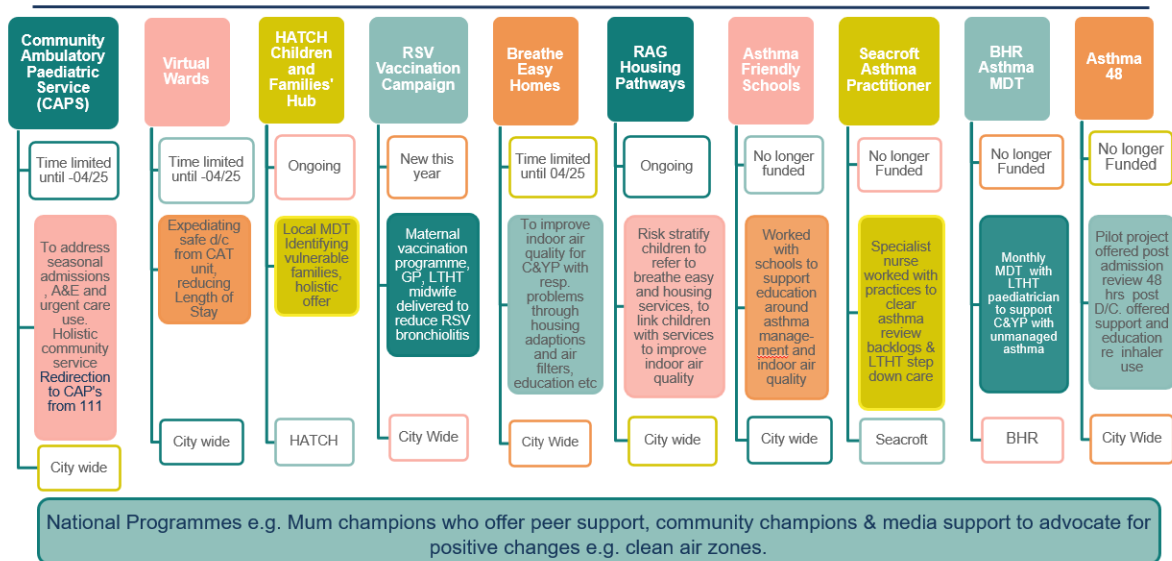 Community
Ambulatory
Paediatric
Service
(CAPS)
Time limited
until -04/25
To address
seasonal
admissions
, A&E and
urgent care
use.
Holistic
community
service
Redirection
to CAP's
from 111
City wide
Virtual
Wards
Time limited
until -04/25
Expediating
safe d/c
from CAT
unit,
reducing
Length of
Stay
City wide
HATCH
Children
and
Families'
Hub
Ongoing
Local MDT
Identifying
vulnerable
families,
holistic
offer
HATCH
RSV
Vaccination
Campaign
New this
year
Maternal
vaccination
programme,
GP, LTHT
midwife
delivered to
reduce RSV
bronchiolitis
City Wide
Breathe
Easy
Homes
Time limited
until 04/25
To improve
indoor air
quality for
C&YP with
resp.
problems
through
housing
adaptions
and air
filters,
education etc
City Wide
RAG
Housing
Pathways
Ongoing
Risk stratify
children to
refer to
breathe easy
and housing
services, to
link children
with services
to improve
indoor air
quality
City wide
Asthma
Friendly
Schools
No longer
funded
Worked
with
schools to
support
education
around
asthma
manage-
ment and
indoor air
quality
City wide
Seacroft
Asthma
Practitioner
No longer
Funded
Specialist
nurse
worked with
practices to
clear
asthma
review
backlogs &
LTHT step
down care
Seacroft
BHR
Asthma
MDT
No longer
Funded
Monthly
MDT with
LTHT
paediatrician
to support
C&YP with
unmanaged
asthma
BHR
Asthma
48
No longer
Funded
Pilot project
offered post
admission
review 48
hrs post
D/C. offered
support and
education
re inhaler
use
City Wide
National Programmes e.g. Mum champions who offer peer support, community champions & media support to advocate for
positive changes e.g. clean air zones.